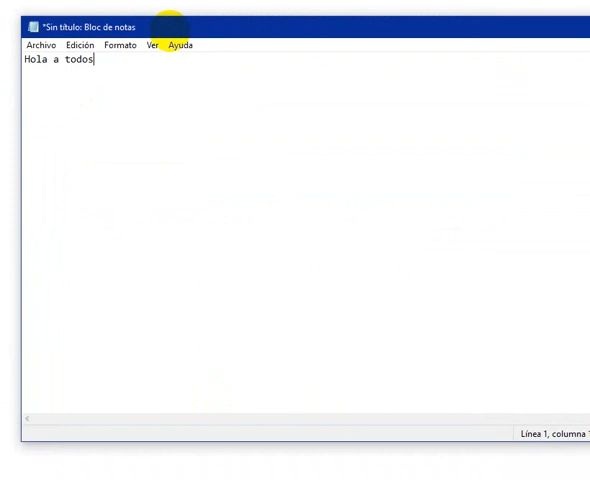 *Sin título: Bloc de notas
Archivo Edición Formato Ver Ayuda
Hola a todos
Línea 1, columna